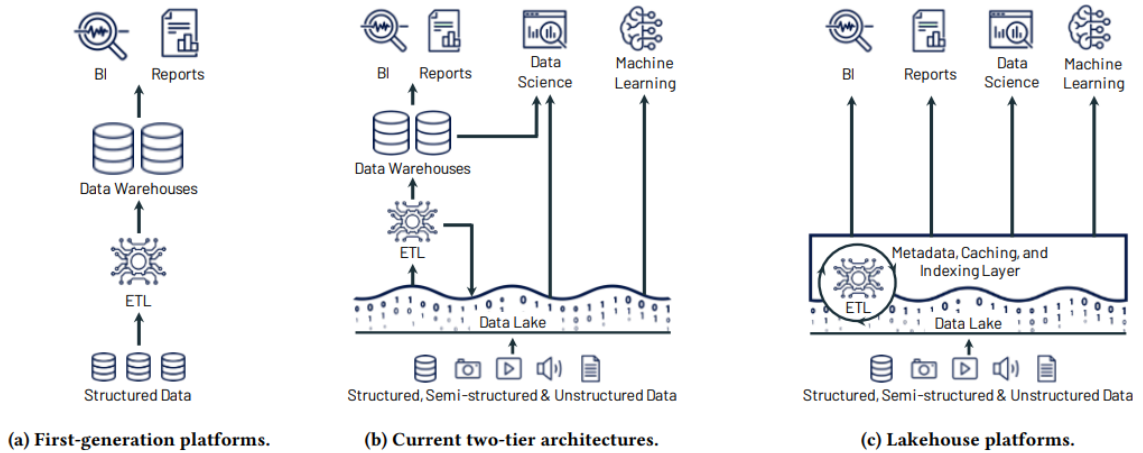 BI
Reports
Data Warehouses
ETL
Structured Data
(a) First-generation platforms.
BI
Reports
Data
Science
Machine
Learning
Data Warehouses
ETL
Data Lake
Structured, Semi-structured & Unstructured Data
(b) Current two-tier architectures.
BI
Reports
Data
Science
Machine
Learning
Metadata, Caching, and
Indexing Layer
ETL
Data Lake
Structured, Semi-structured & Unstructured Data
(c) Lakehouse platforms.